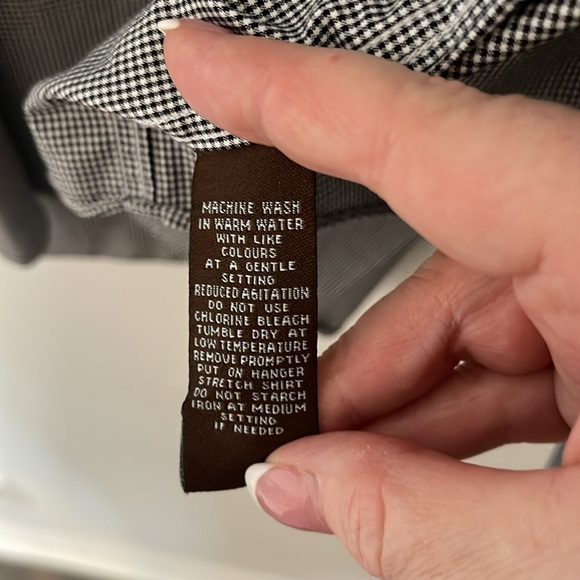 MACHINE WASH
IN WARM WATER
WITH LIKE
COLOURS
AT A GENTLE
SETTING
REDUCED AGITATION
DO NOT USE
CHLORINE BLEACH
TUMBLE DRY AT
LOW TEMPERATURE
REMOVE PROMPTLY
PUT ON HANGER
STRETCH SHIRT
DO NOT STARCH
IRON AT MEDIUM
SETTING
IF NEEDED